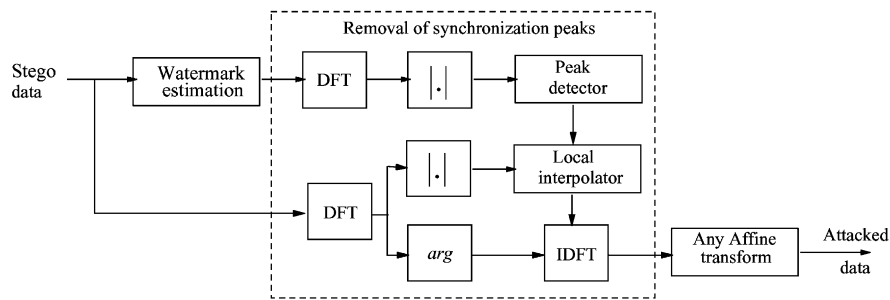 Removal of synchronization peaks
Stego
data
Watermark
estimation
DFT
|.|
Peak
detector
Local
interpolator
|.|
DFT
arg
IDFT
Any Affine
transform
Attacked
data